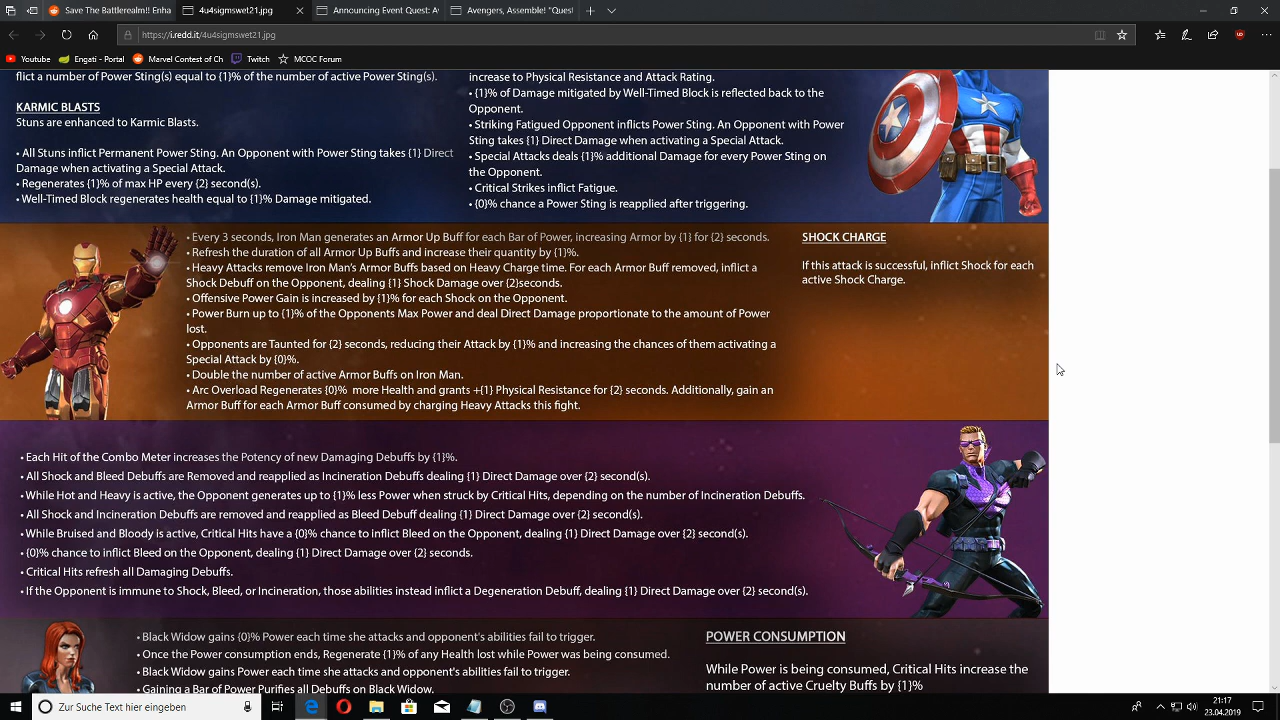 Save The Battlerealm!! Enha
4u4sigmswet21.jpg
Announcing Event Quest: A
Avengers, Assemble! "Quest
https://i.redd.it/4u4sigmswet21.jpg
Youtube
Engati - Portal
Marvel Contest of Ch
Twitch
MCOC Forum
flict a number of Power Sting(s) equal to {1}% of the number of active Power Sting(s).
KARMIC BLASTS
Stuns are enhanced to Karmic Blasts.
• All Stuns inflict Permanent Power Sting. An Opponent with Power Sting takes {1} Direct
Damage when activating a Special Attack.
• Regenerates {1}% of max HP every {2} second(s).
• Well-Timed Block regenerates health equal to {1}% Damage mitigated.
increase to Physical Resistance and Attack Rating.
• {1}% of Damage mitigated by Well-Timed Block is reflected back to the
Opponent.
• Striking Fatigued Opponent inflicts Power Sting. An Opponent with Power
Sting takes {1} Direct Damage when activating a Special Attack.
• Special Attacks deals {1}% additional Damage for every Power Sting on
the Opponent.
• Critical Strikes inflict Fatigue.
• {0}% chance a Power Sting is reapplied after triggering.
• Every 3 seconds, Iron Man generates an Armor Up Buff for each Bar of Power, increasing Armor by {1} for {2} seconds.
• Refresh the duration of all Armor Up Buffs and increase their quantity by {1}%.
• Heavy Attacks remove Iron Man's Armor Buffs based on Heavy Charge time. For each Armor Buff removed, inflict a
Shock Debuff on the Opponent, dealing {1} Shock Damage over {2}seconds.
• Offensive Power Gain is increased by {1}% for each Shock on the Opponent.
• Power Burn up to {1}% of the Opponents Max Power and deal Direct Damage proportionate to the amount of Power
lost.
• Opponents are Taunted for {2} seconds, reducing their Attack by {1}% and increasing the chances of them activating a
Special Attack by {0}%.
• Double the number of active Armor Buffs on Iron Man.
• Arc Overload Regenerates {0}% more Health and grants +{1} Physical Resistance for {2} seconds. Additionally, gain an
Armor Buff for each Armor Buff consumed by charging Heavy Attacks this fight.
SHOCK CHARGE
If this attack is successful, inflict Shock for each
active Shock Charge.
• Each Hit of the Combo Meter increases the Potency of new Damaging Debuffs by {1}%.
• All Shock and Bleed Debuffs are Removed and reapplied as Incineration Debuffs dealing {1} Direct Damage over {2} second(s).
• While Hot and Heavy is active, the Opponent generates up to {1}% less Power when struck by Critical Hits, depending on the number of Incineration Debuffs.
• All Shock and Incineration Debuffs are removed and reapplied as Bleed Debuff dealing {1} Direct Damage over {2} second(s).
• While Bruised and Bloody is active, Critical Hits have a {0}% chance to inflict Bleed on the Opponent, dealing {1} Direct Damage over {2} second(s).
• {0}% chance to inflict Bleed on the Opponent, dealing {1} Direct Damage over {2} seconds.
• Critical Hits refresh all Damaging Debuffs.
• If the Opponent is immune to Shock, Bleed, or Incineration, those abilities instead inflict a Degeneration Debuff, dealing {1} Direct Damage over {2} second(s).
• Black Widow gains {0}% Power each time she attacks and opponent's abilities fail to trigger.
• Once the Power consumption ends, Regenerate {1}% of any Health lost while Power was being consumed.
• Black Widow gains Power each time she attacks and opponent's abilities fail to trigger.
• Gaining a Bar of Power Purifies all Debuffs on Black Widow.
POWER CONSUMPTION
While Power is being consumed, Critical Hits increase the
number of active Cruelty Buffs by {1}%
Zur Suche Text hier eingeben
21:17
23.04.2019